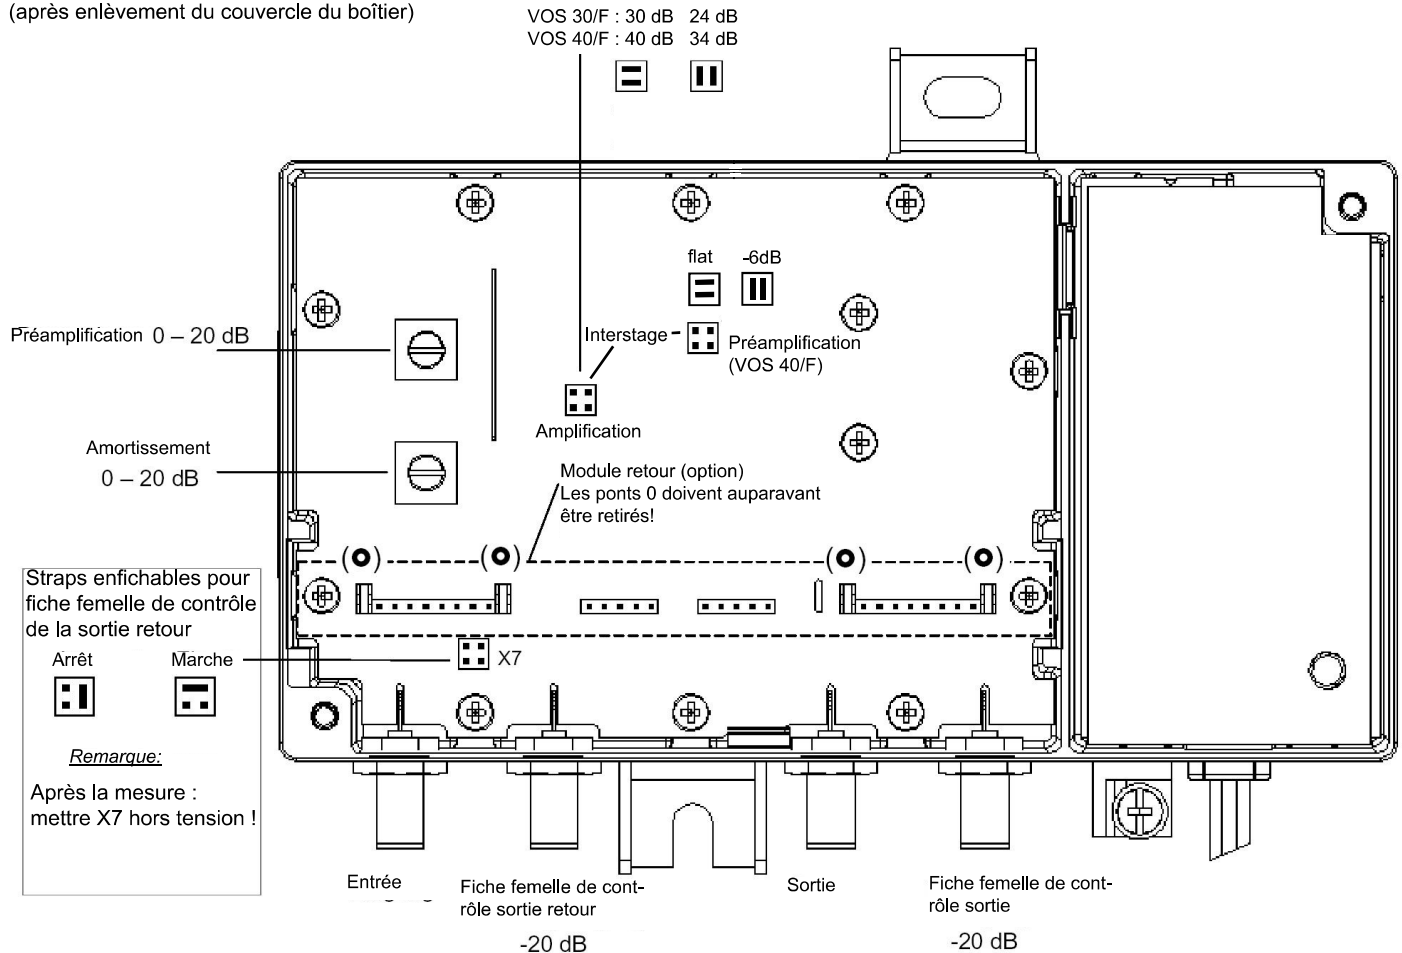 (après enlèvement du couvercle du boîtier)
VOS 30/F : 30 dB 24 dB
VOS 40/F : 40 dB 34 dB
flat -6dB
Interstage
Préamplification
(VOS 40/F)
Préamplification 0 – 20 dB
Amplification
Amortissement
0 – 20 dB
Module retour (option)
Les ponts 0 doivent auparavant
être retirés!
( ) ( ) ( ) ( )
Straps enfichables pour
fiche femelle de contrôle
de la sortie retour
Arrêt Marche
X7
Remarque:
Après la mesure :
mettre X7 hors tension !
Entrée
Fiche femelle de cont-
rôle sortie retour
-20 dB
Sortie
Fiche femelle de cont-
rôle sortie
-20 dB